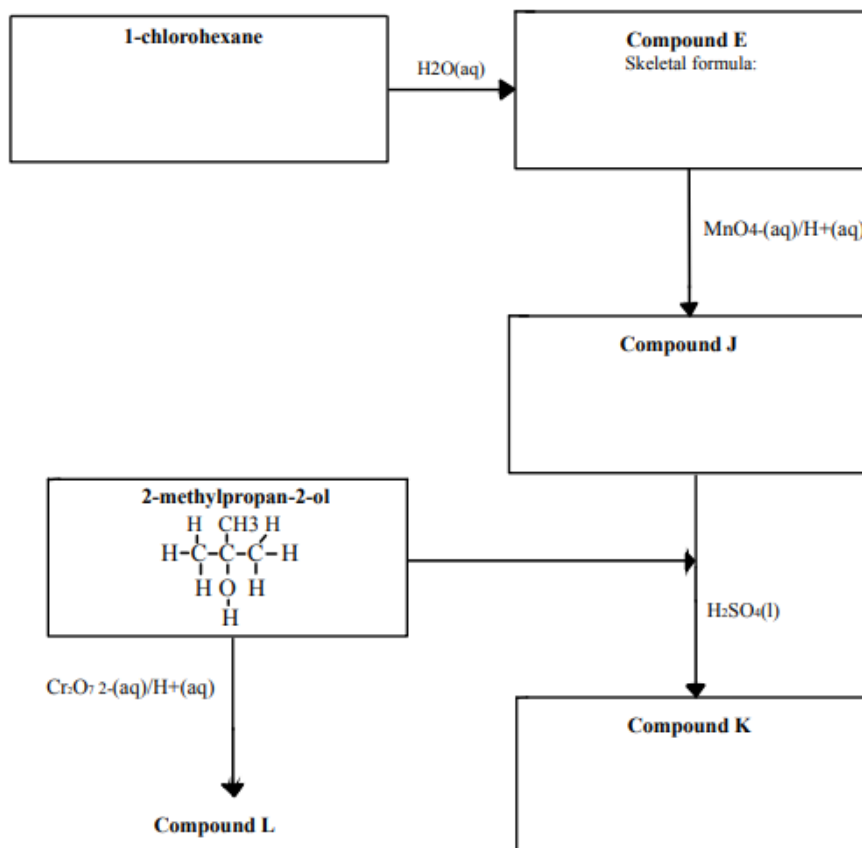 1-chlorohexane
H2O(aq)
Compound E
Skeletal formula:
MnO4-(aq)/H+(aq)
Compound J
2-methylpropan-2-ol
H CH3 H
H-C-C-C-H
H O H
H
H₂SO₄(l)
Cr₂O₇ 2-(aq)/H+(aq)
Compound K
Compound L